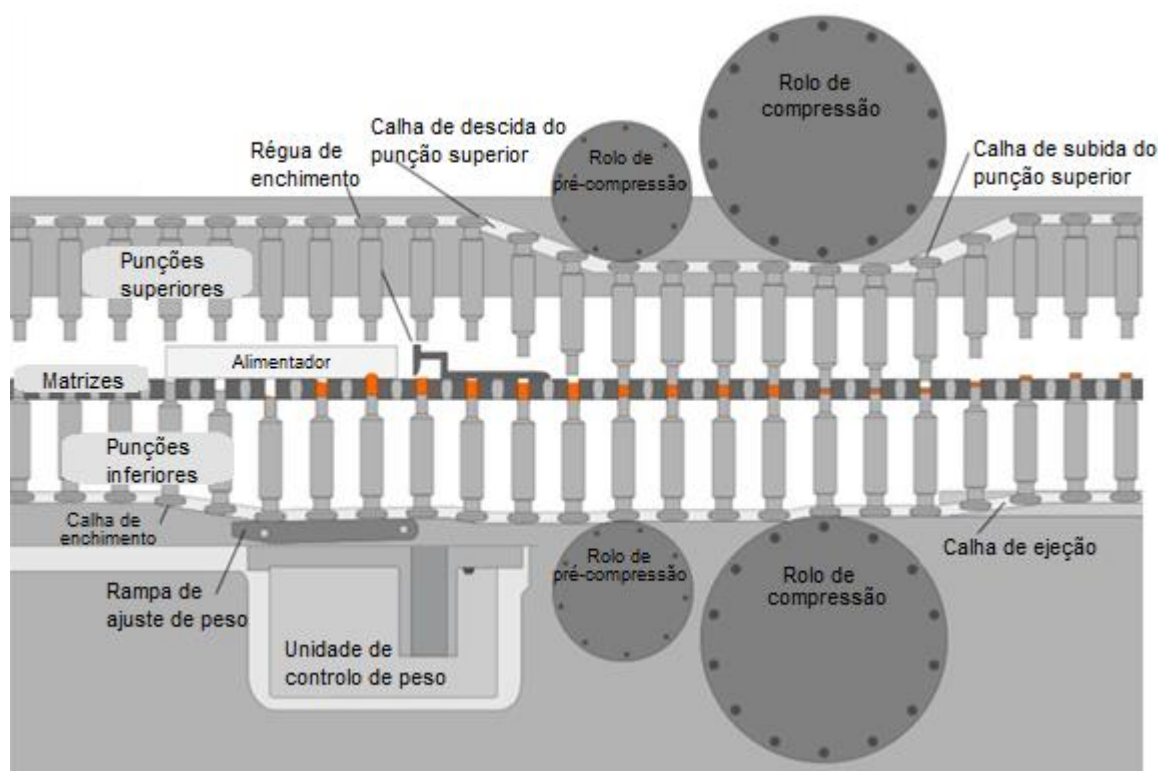 Rolo de
compressão
Calha de descida do
punção superior
Régua de
enchimento
Rolo de
pré-compressão
Calha de subida do
punção superior
Punções
superiores
Alimentador
Matrizes
Punções
inferiores
Calha de
enchimento
Rampa de
ajuste de peso
Unidade de
controlo de peso
Rolo de
pré-compressão
Rolo de
compressão
Calha de ejeção